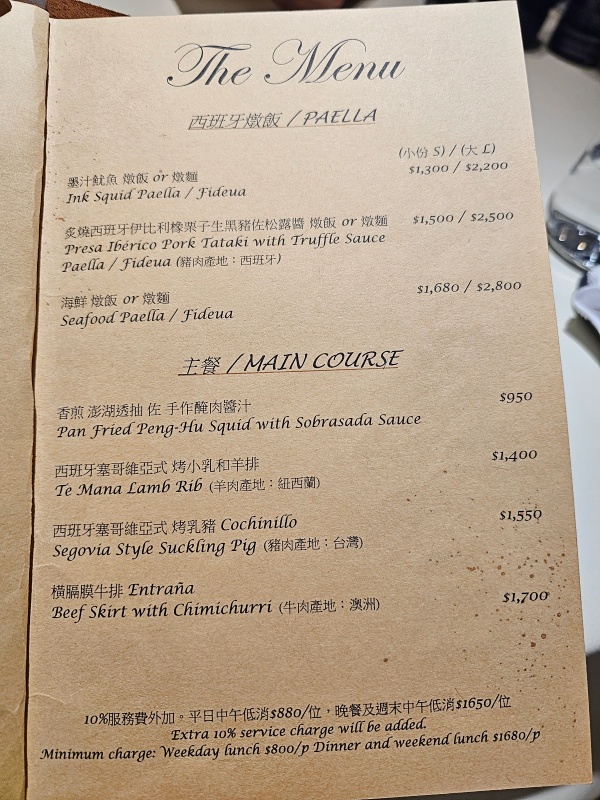 The Menu
西班牙燉飯 / PAELLA
(小份 S) / (大 L)
墨汁魷魚 燉飯 or 燉麵 $1,300 / $2,200
Ink Squid Paella / Fideua
炙燒西班牙伊比利橡栗子生黑豬佐松露醬 燉飯 or 燉麵 $1,500 / $2,500
Presa Ibérico Pork Tataki with Truffle Sauce
Paella / Fideua (豬肉產地：西班牙)
海鮮 燉飯 or 燉麵 $1,680 / $2,800
Seafood Paella / Fideua
主餐 / MAIN COURSE
香煎 澎湖透抽 佐 手作醃肉醬汁 $950
Pan Fried Peng-Hu Squid with Sobrasada Sauce
西班牙塞哥維亞式 烤小乳和羊排 $1,400
Te Mana Lamb Rib (羊肉產地：紐西蘭)
西班牙塞哥維亞式 烤乳豬 Cochinillo $1,550
Segovia Style Suckling Pig (豬肉產地：台灣)
橫膈膜牛排 Entraña $1,700
Beef Skirt with Chimichurri (牛肉產地：澳洲)
10%服務費外加。平日中午低消$880/位，晚餐及週末中午低消$1650/位
Extra 10% service charge will be added.
Minimum charge: Weekday lunch $800/p Dinner and weekend lunch $1680/p